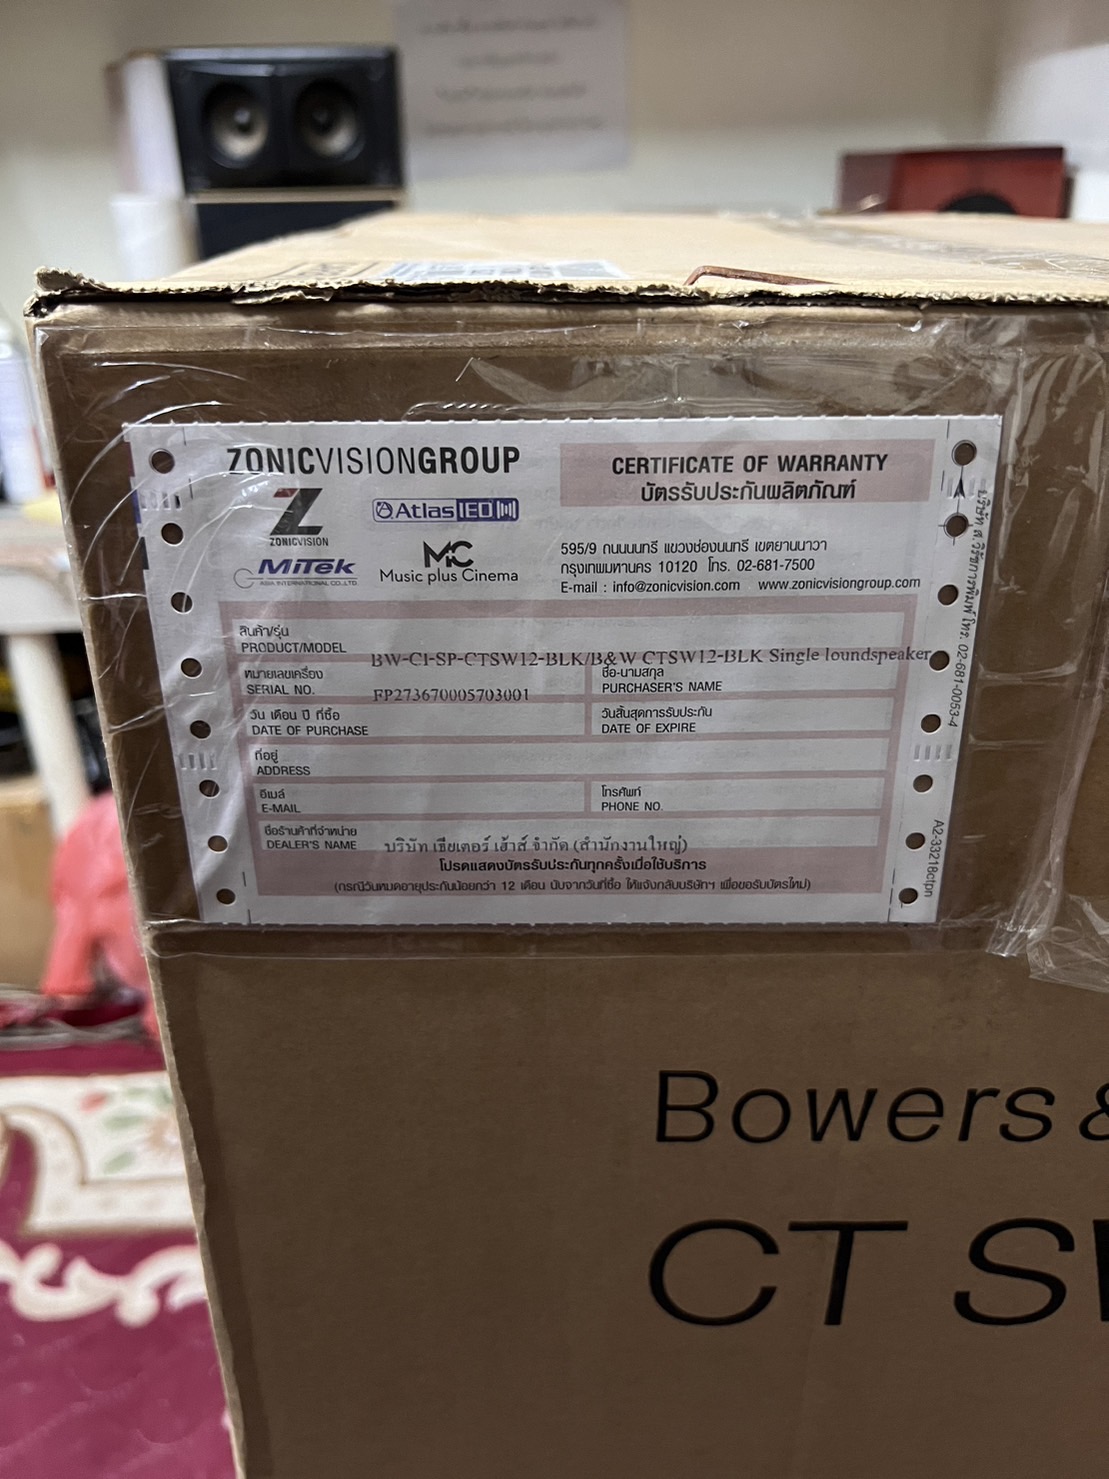 ZONICVISIONGROUP
CERTIFICATE OF WARRANTY
บัตรรับประกันผลิตภัณฑ์
Z
ZONICVISION
AtlasIED
MiTek
ASIA INTERNATIONAL CO.,LTD.
MC
Music plus Cinema
595/9 ถนนนนทรี แขวงช่องนนทรี เขตยานนาวา
กรุงเทพมหานคร 10120 โทร. 02-681-7500
E-mail : info@zonicvision.com www.zonicvisiongroup.com
สินค้า/รุ่น
PRODUCT/MODEL
BW-CI-SP-CTSW12-BLK/B&W CTSW12-BLK Single loundspeaker
หมายเลขเครื่อง
SERIAL NO.
FP273670005703001
ชื่อ-นามสกุล
PURCHASER'S NAME
วัน เดือน ปี ที่ซื้อ
DATE OF PURCHASE
วันสิ้นสุดการรับประกัน
DATE OF EXPIRE
ที่อยู่
ADDRESS
อีเมล์
E-MAIL
โทรศัพท์
PHONE NO.
ชื่อร้านค้าที่จำหน่าย
DEALER'S NAME
บริษัท เธียเตอร์ เฮ้าส์ จำกัด (สำนักงานใหญ่)
โปรดแสดงบัตรรับประกันทุกครั้งเมื่อใช้บริการ
(กรณีวันหมดอายุประกันน้อยกว่า 12 เดือน นับจากวันที่ซื้อ ให้แจ้งกลับบริษัทฯ เพื่อขอรับบัตรใหม่)
โทร. 02-681-0053-4
A2-33218ctpn
Bowers &
CT SW